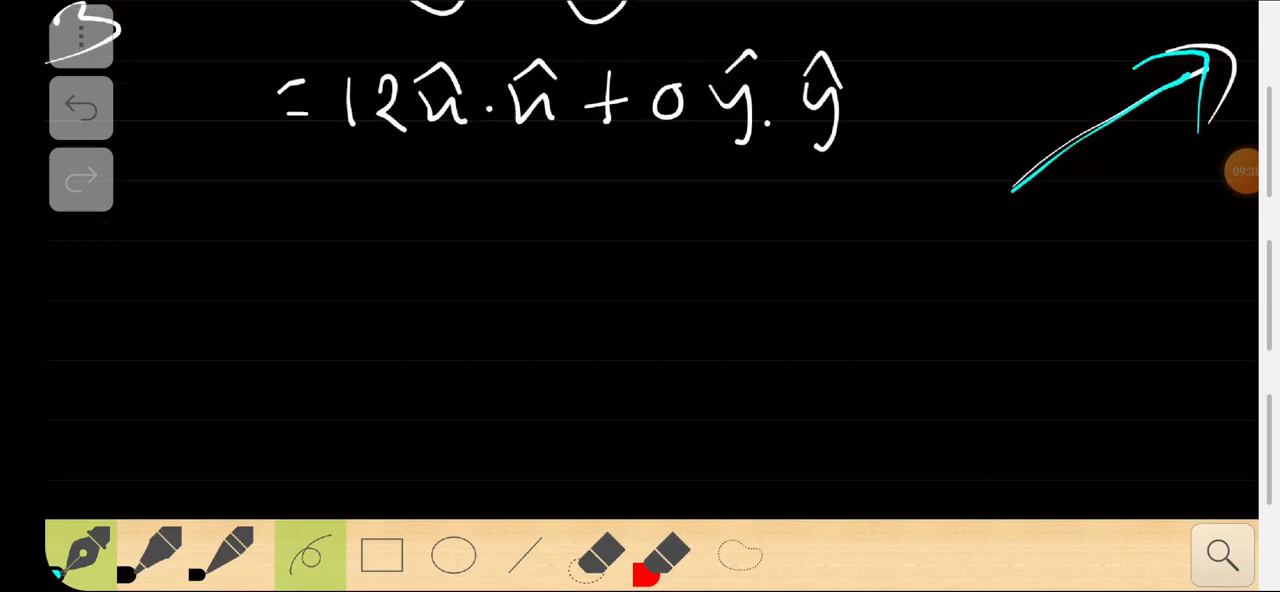 = 12 x̂ . x̂ + 0 ŷ . ŷ